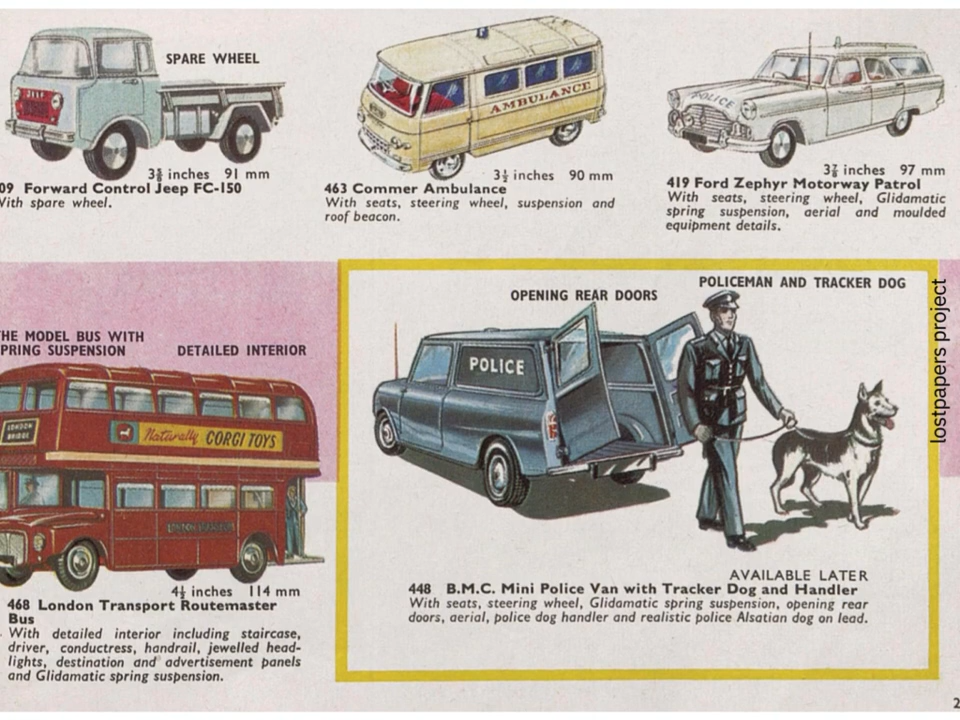 SPARE WHEEL
JEEP
3⅝ inches 91 mm
09 Forward Control Jeep FC-150
With spare wheel.
AMBULANCE
3½ inches 90 mm
463 Commer Ambulance
With seats, steering wheel, suspension and
roof beacon.
POLICE
3⅞ inches 97 mm
419 Ford Zephyr Motorway Patrol
With seats, steering wheel, Glidamatic
spring suspension, aerial and moulded
equipment details.
HE MODEL BUS WITH
PRING SUSPENSION
DETAILED INTERIOR
LONDON
BRIDGE
Naturally CORGI TOYS
LONDON TRANSPORT
4½ inches 114 mm
468 London Transport Routemaster
Bus
With detailed interior including staircase,
driver, conductress, handrail, jewelled head-
lights, destination and advertisement panels
and Glidamatic spring suspension.
OPENING REAR DOORS
POLICEMAN AND TRACKER DOG
POLICE
AVAILABLE LATER
448 B.M.C. Mini Police Van with Tracker Dog and Handler
With seats, steering wheel, Glidamatic spring suspension, opening rear
doors, aerial, police dog handler and realistic police Alsatian dog on lead.
lostpapers project
2